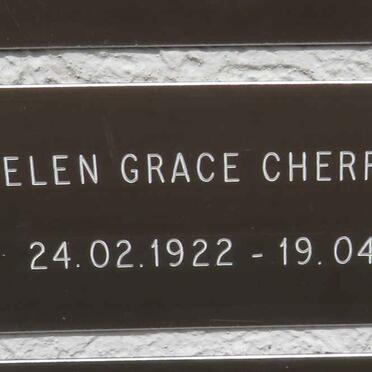 ELEN GRACE CHERR
24.02.1922 - 19.04